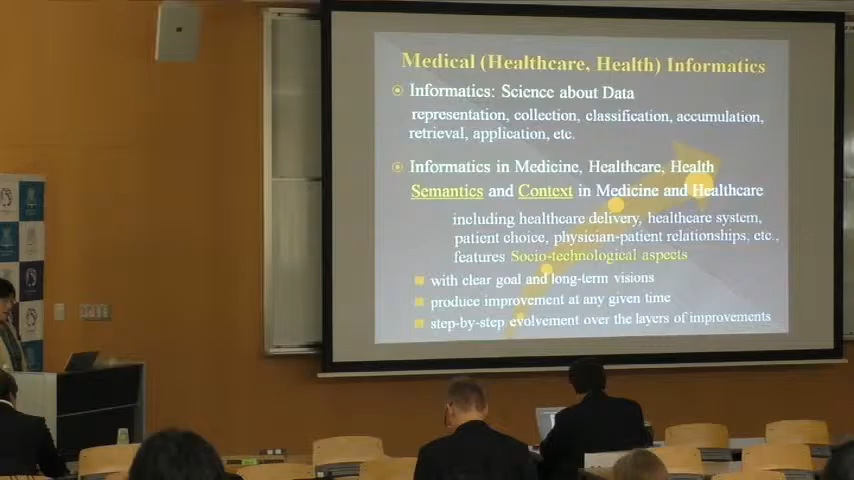 Medical (Healthcare, Health) Informatics
Informatics: Science about Data
representation, collection, classification, accumulation,
retrieval, application, etc.
Informatics in Medicine, Healthcare, Health
Semantics and Context in Medicine and Healthcare
including healthcare delivery, healthcare system,
patient choice, physician-patient relationships, etc.,
features Socio-technological aspects
with clear goal and long-term visions
produce improvement at any given time
step-by-step evolvement over the layers of improvements